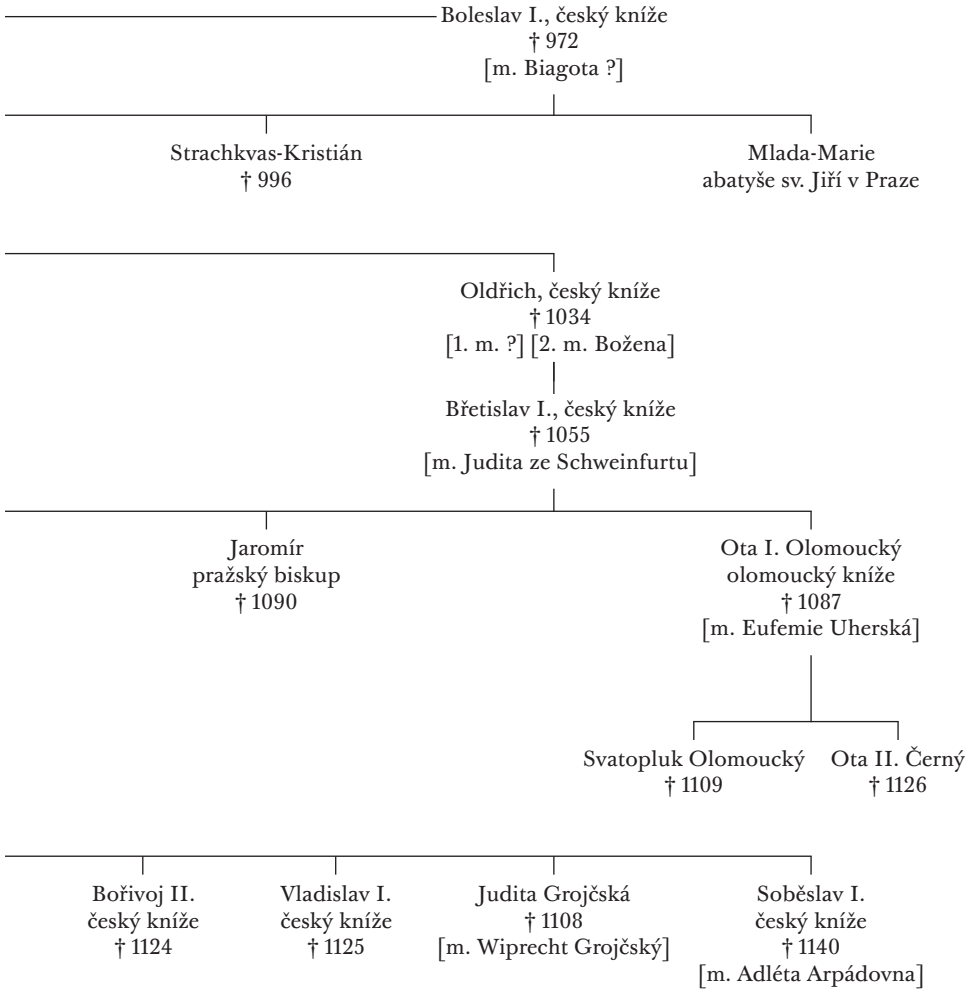 Boleslav I., český kníže
† 972
[m. Biagota ?]
Strachkvas-Kristián
† 996
Mlada-Marie
abatyše sv. Jiří v Praze
Oldřich, český kníže
† 1034
[1. m. ?] [2. m. Božena]
Břetislav I., český kníže
† 1055
[m. Judita ze Schweinfurtu]
Jaromír
pražský biskup
† 1090
Ota I. Olomoucký
olomoucký kníže
† 1087
[m. Eufemie Uherská]
Svatopluk Olomoucký
† 1109
Ota II. Černý
† 1126
Bořivoj II.
český kníže
† 1124
Vladislav I.
český kníže
† 1125
Judita Grojčská
† 1108
[m. Wiprecht Grojčský]
Soběslav I.
český kníže
† 1140
[m. Adléta Arpádovna]